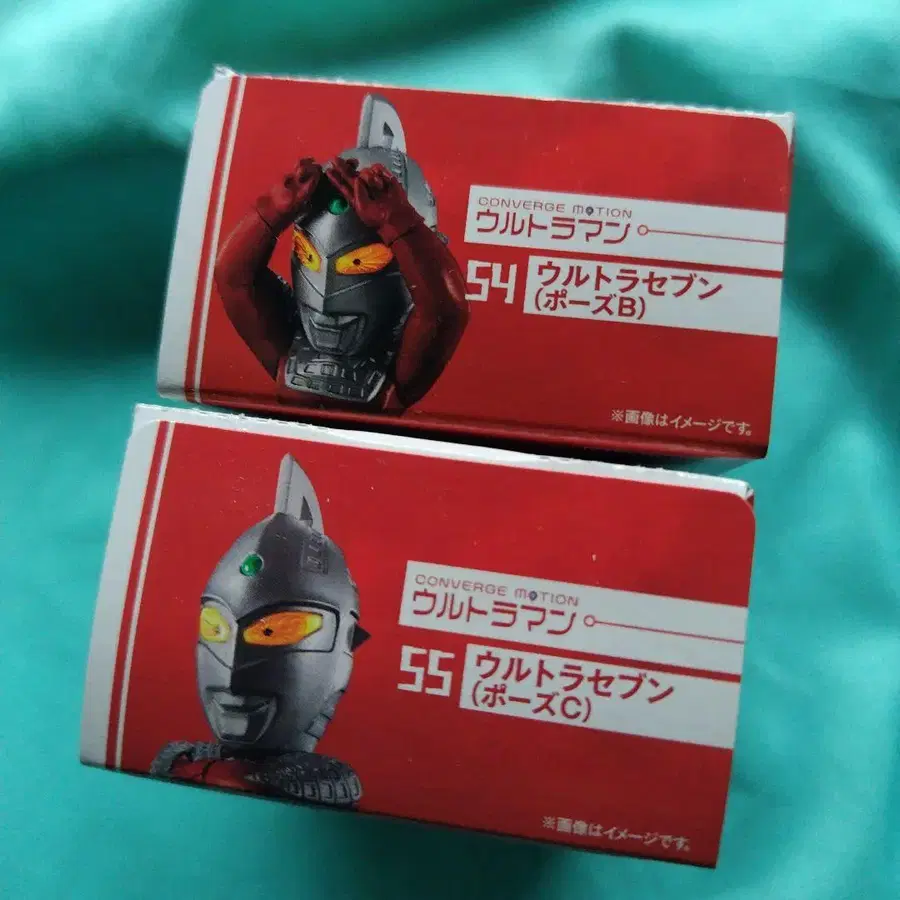 CONVERGE MOTION
ウルトラマン
54 ウルトラセブン
(ポーズB)
※画像はイメージです。
CONVERGE MOTION
ウルトラマン
55 ウルトラセブン
(ポーズC)
※画像はイメージです。